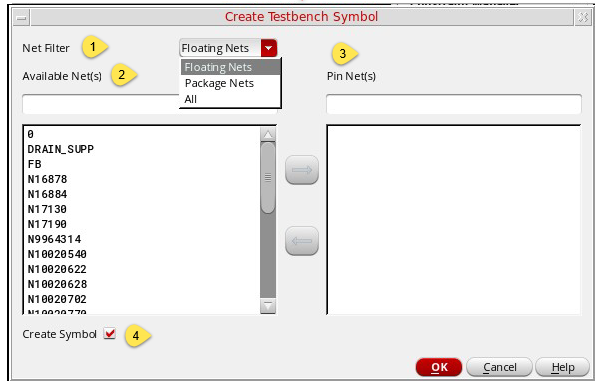 Create Testbench Symbol
Net Filter
1
Floating Nets
3
Floating Nets
Available Net(s)
2
Package Nets
Pin Net(s)
All
0
DRAIN_SUPP
FB
N16878
N16884
N17130
N17190
N9964314
N10020540
N10020622
N10020628
N10020702
N10020770
Create Symbol
4
OK
Cancel
Help